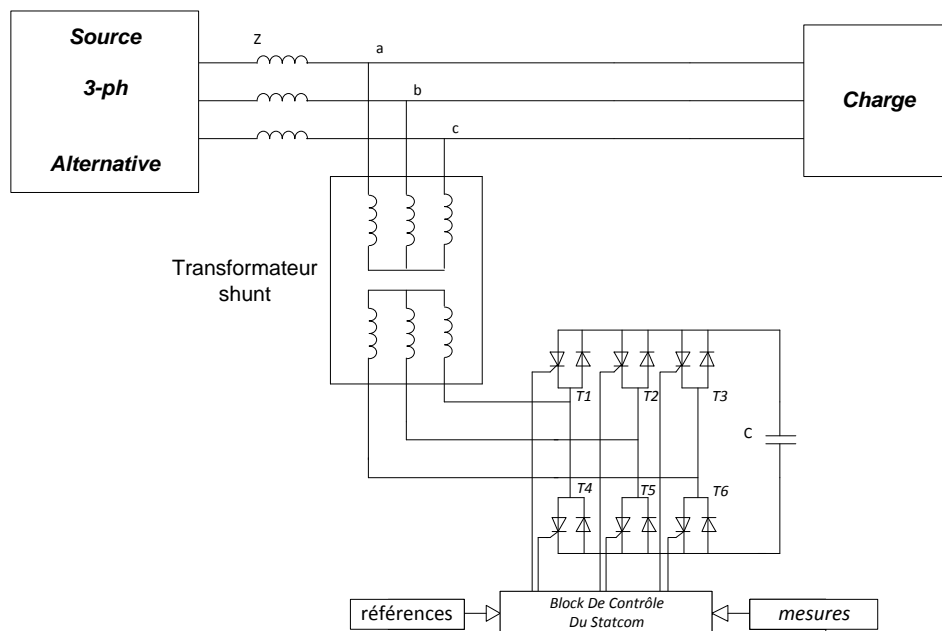 Source
3-ph
Alternative
Z
a
b
c
Charge
Transformateur
shunt
T1
T2
T3
C
T4
T5
T6
références
Block De Contrôle
Du Statcom
mesures